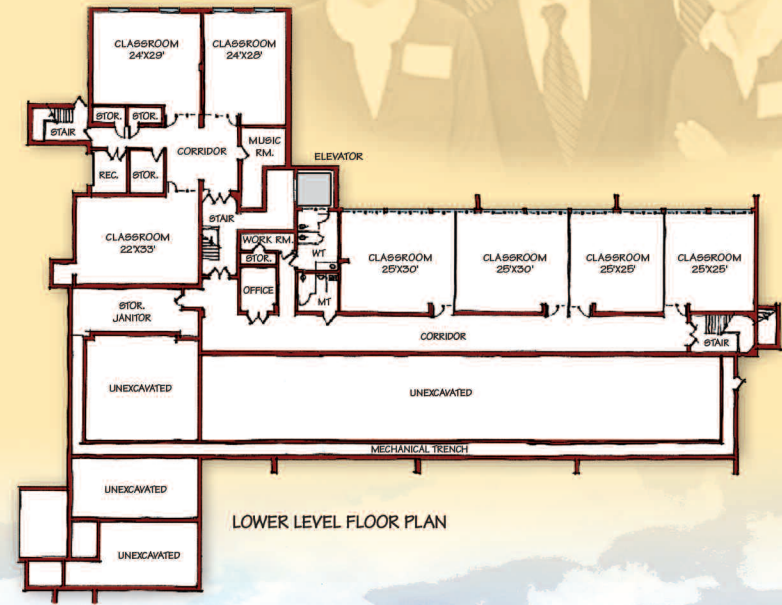 CLASSROOM
24'X29'
CLASSROOM
24'X28'
STOR.
STOR.
STAIR
CORRIDOR
MUSIC
RM.
ELEVATOR
REC.
STOR.
STAIR
CLASSROOM
22'X33'
WORK RM.
STOR.
WT
CLASSROOM
25'X30'
CLASSROOM
25'X30'
CLASSROOM
25'X25'
CLASSROOM
25'X25'
OFFICE
MT
STOR.
JANITOR
CORRIDOR
STAIR
UNEXCAVATED
UNEXCAVATED
MECHANICAL TRENCH
UNEXCAVATED
LOWER LEVEL FLOOR PLAN
UNEXCAVATED